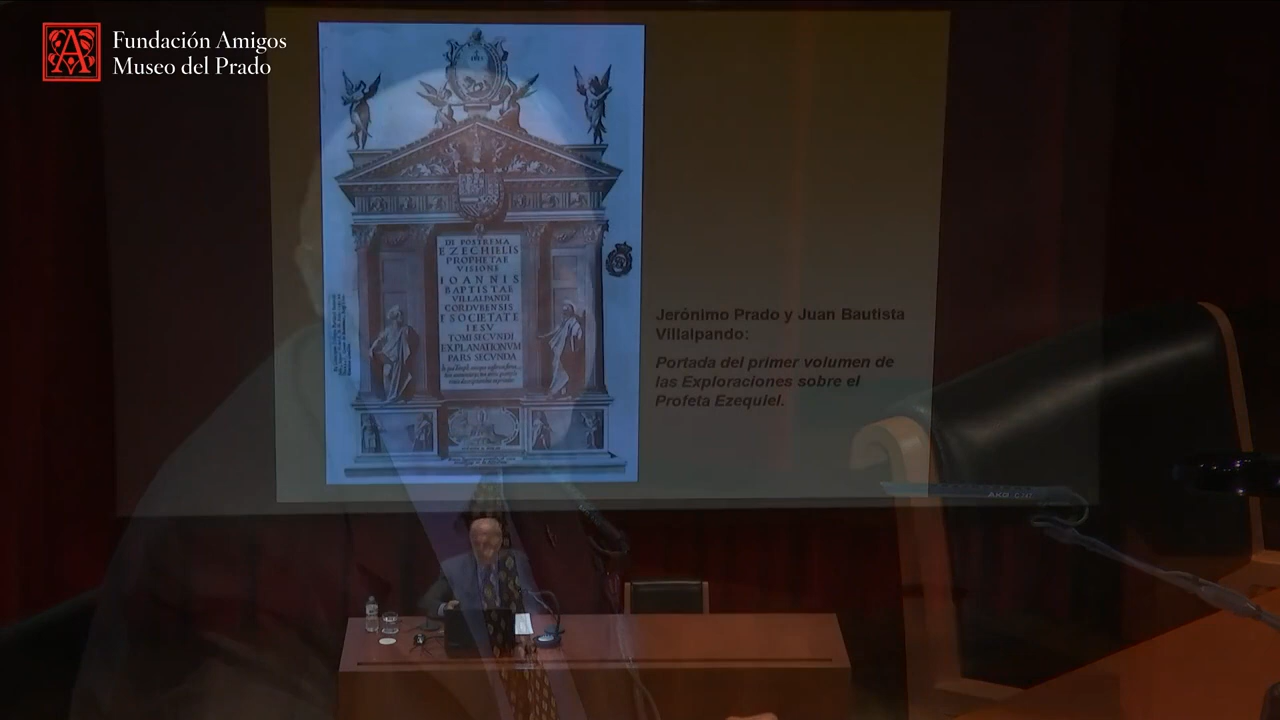 Fundación Amigos
Museo del Prado
DE POSTREMA
EZECHIELIS
PROPHETAE
VISIONE
IOANNIS
BAPTISTAE
VILLALPANDI
CORDVBENSIS
E SOCIETATE
IESV
TOMI SECVNDI
EXPLANATIONVM
PARS SECVNDA
Jerónimo Prado y Juan Bautista
Villalpando:
Portada del primer volumen de
las Exploraciones sobre el
Profeta Ezequiel.